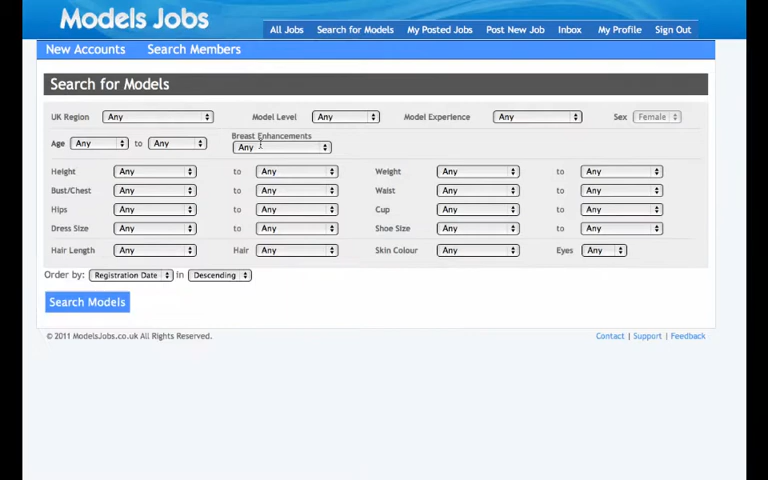 Models Jobs
All Jobs Search for Models My Posted Jobs Post New Job Inbox My Profile Sign Out
New Accounts Search Members
Search for Models
UK Region Any Model Level Any Model Experience Any Sex Female
Breast Enhancements
Age Any to Any Any
Height Any to Any Weight Any to Any
Bust/Chest Any to Any Waist Any to Any
Hips Any to Any Cup Any to Any
Dress Size Any to Any Shoe Size Any to Any
Hair Length Any Hair Any Skin Colour Any Eyes Any
Order by: Registration Date in Descending
Search Models
© 2011 ModelsJobs.co.uk All Rights Reserved. Contact | Support | Feedback